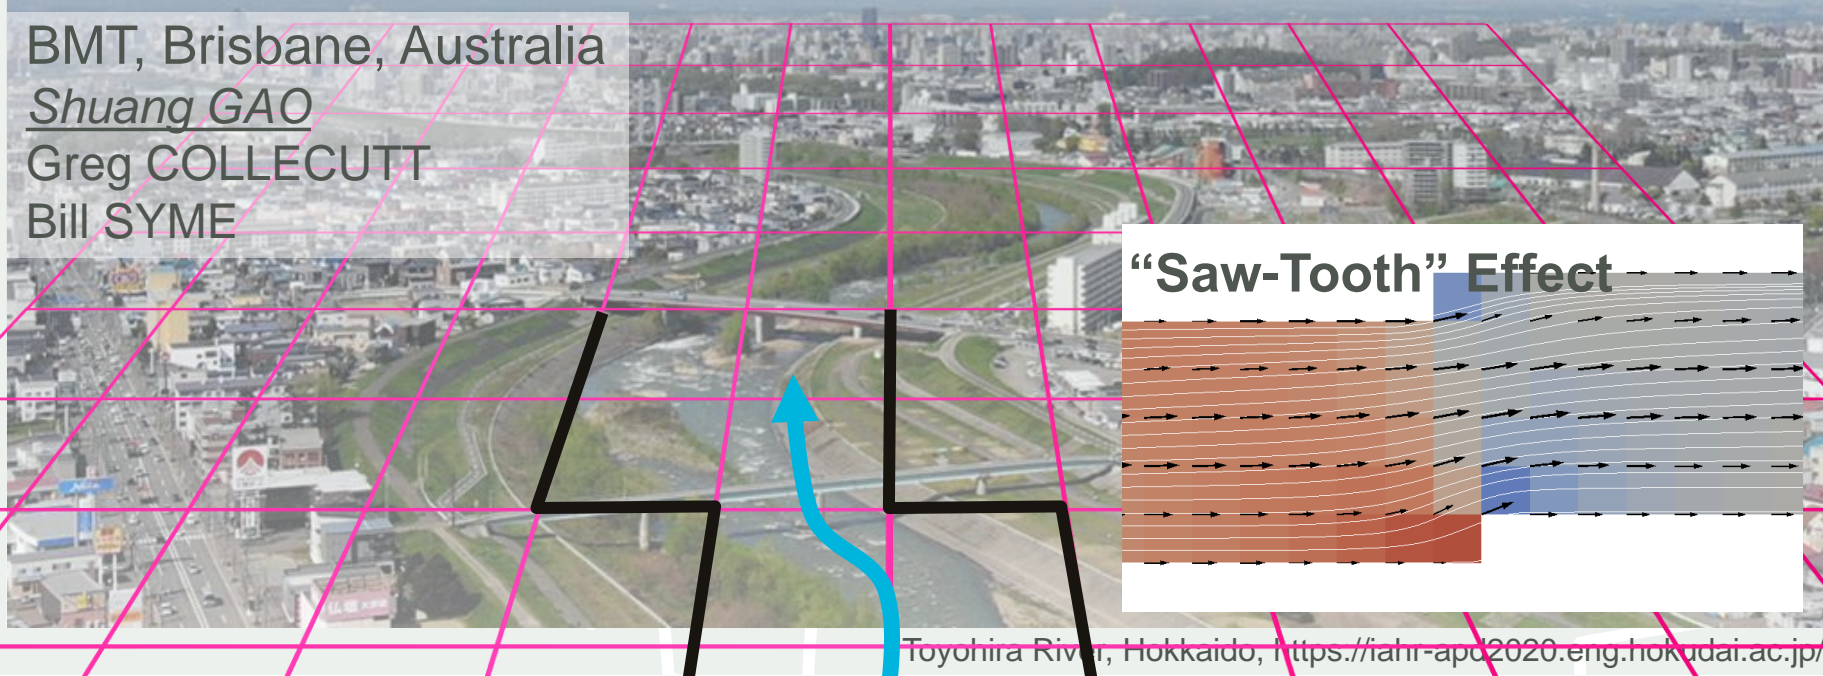 BMT, Brisbane, Australia
Shuang GAO
Greg COLLECUTT
Bill SYME
“Saw-Tooth” Effect
Toyohira River, Hokkaido, https://iahr-apd2020.eng.hokudai.ac.jp/